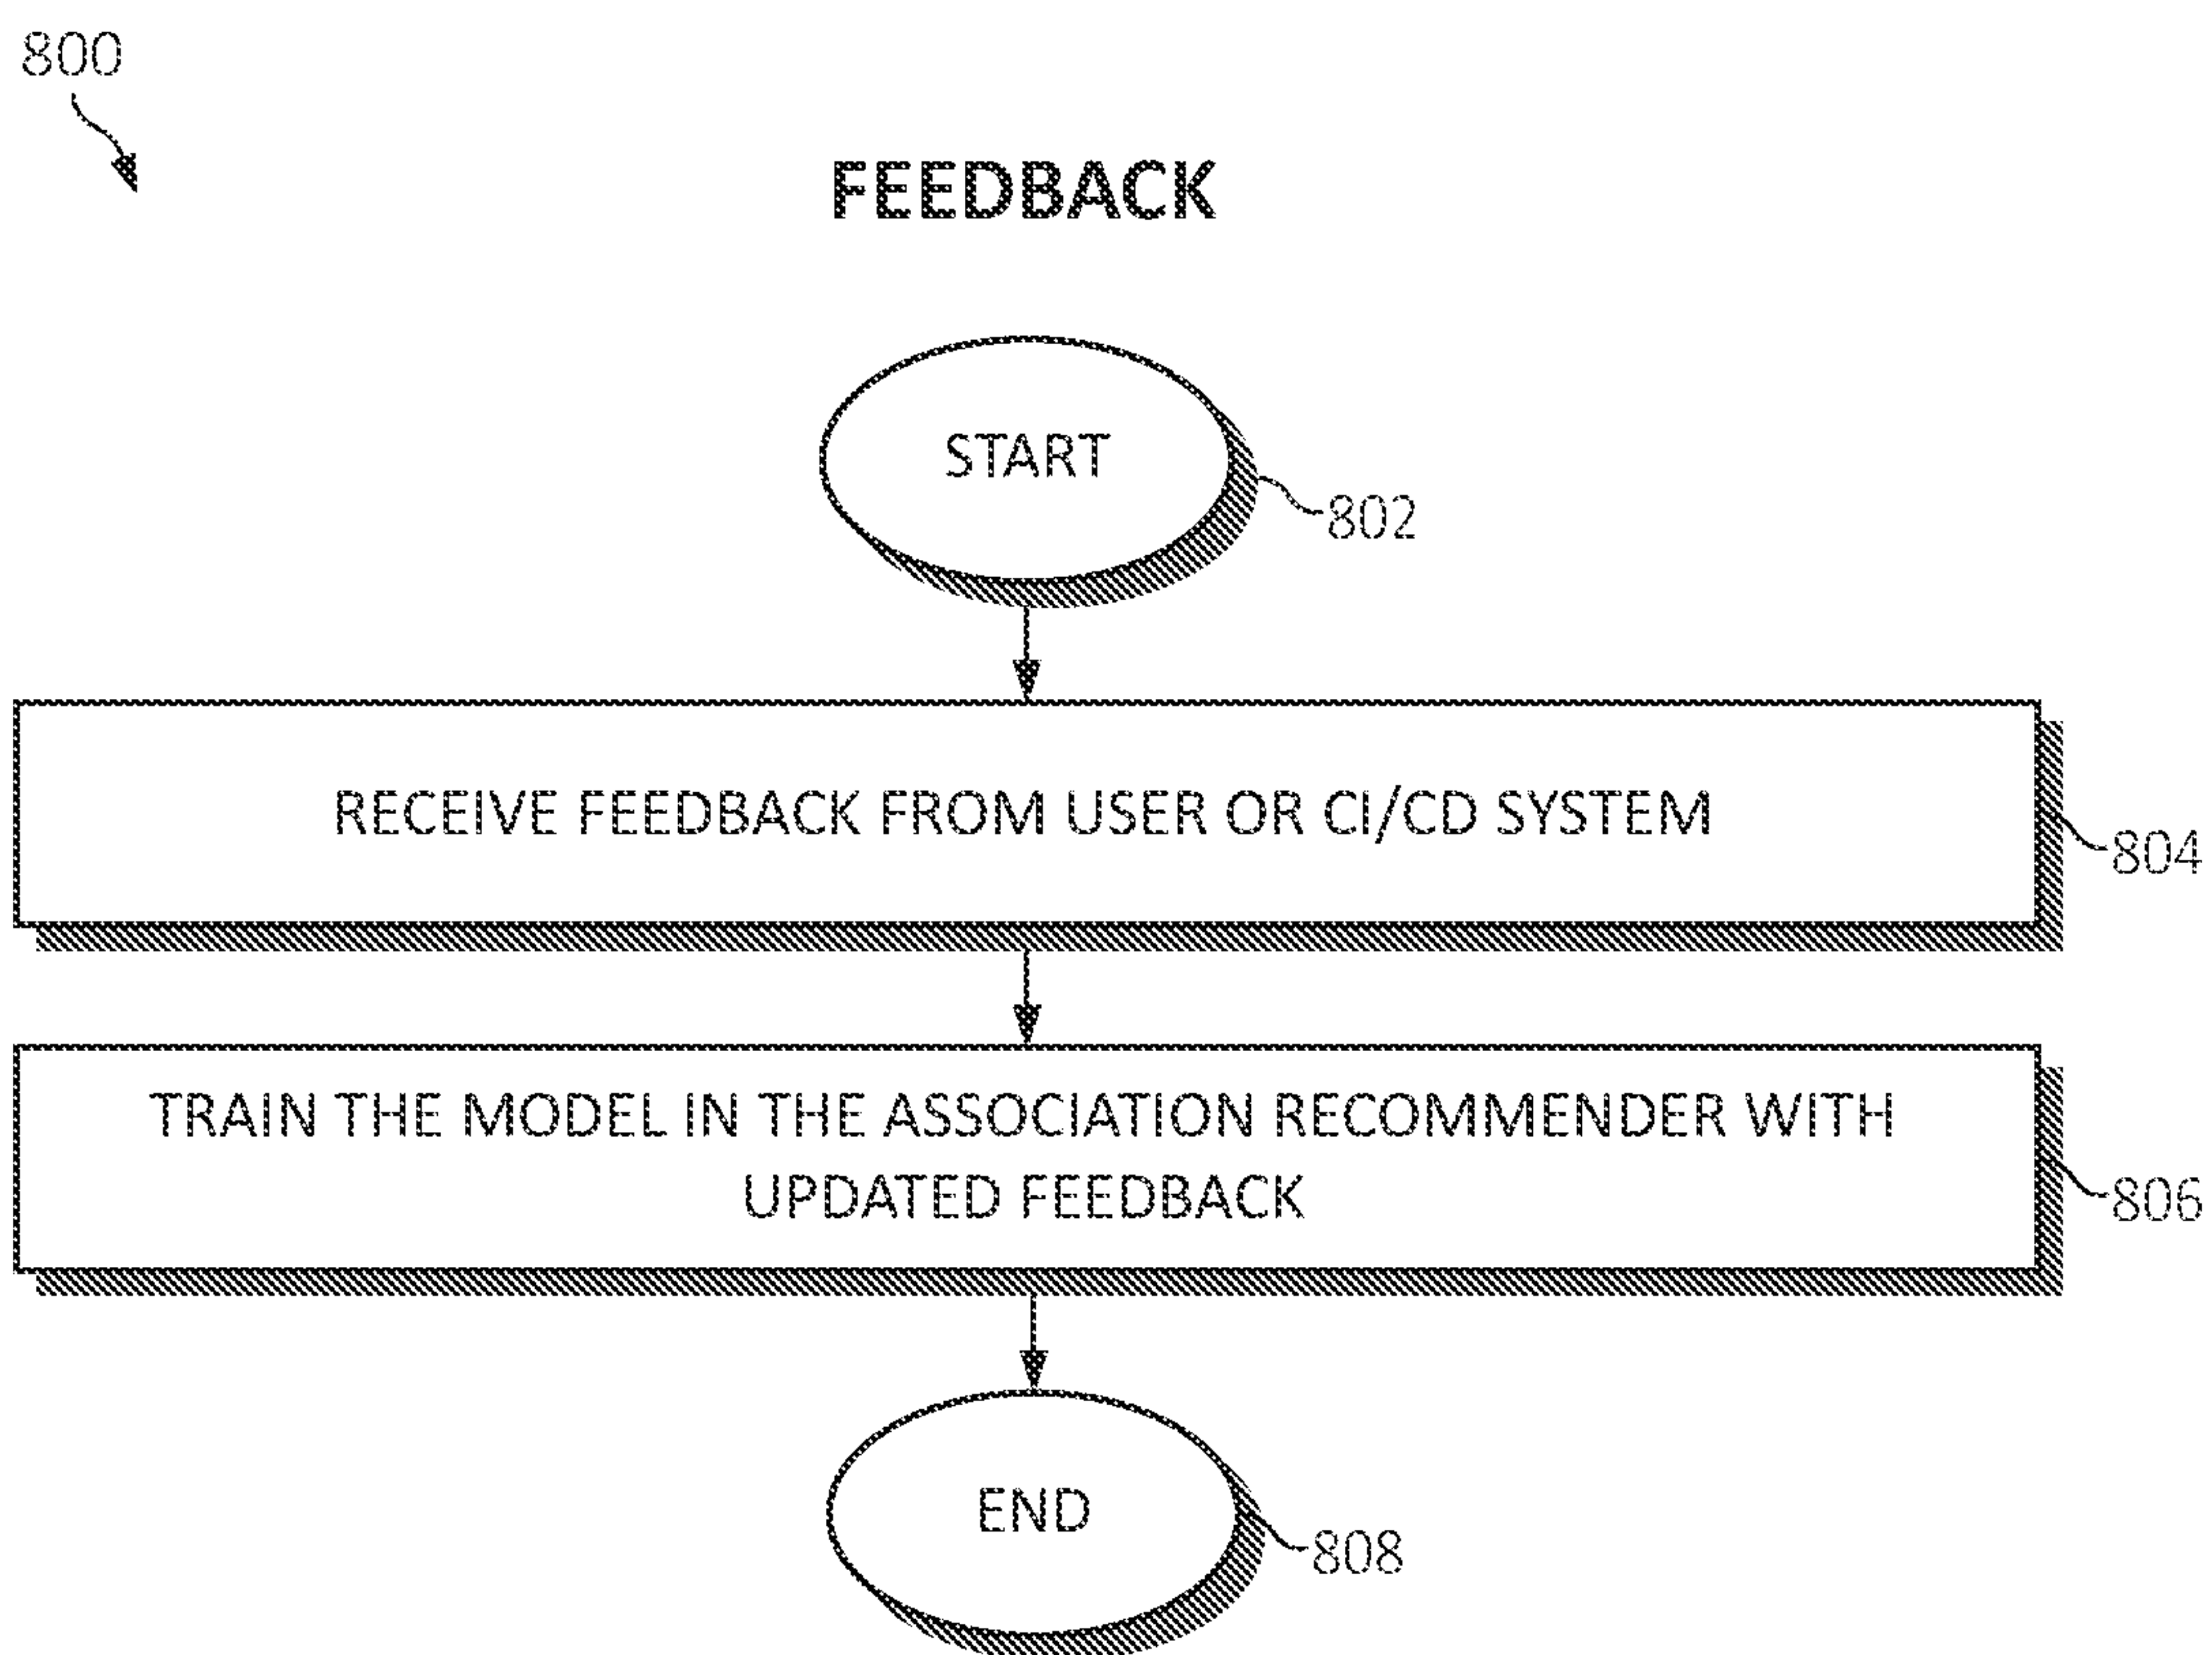 800
FEEDBACK
START
802
RECEIVE FEEDBACK FROM USER OR CI/CD SYSTEM
804
TRAIN THE MODEL IN THE ASSOCIATION RECOMMENDER WITH
UPDATED FEEDBACK
806
END
808